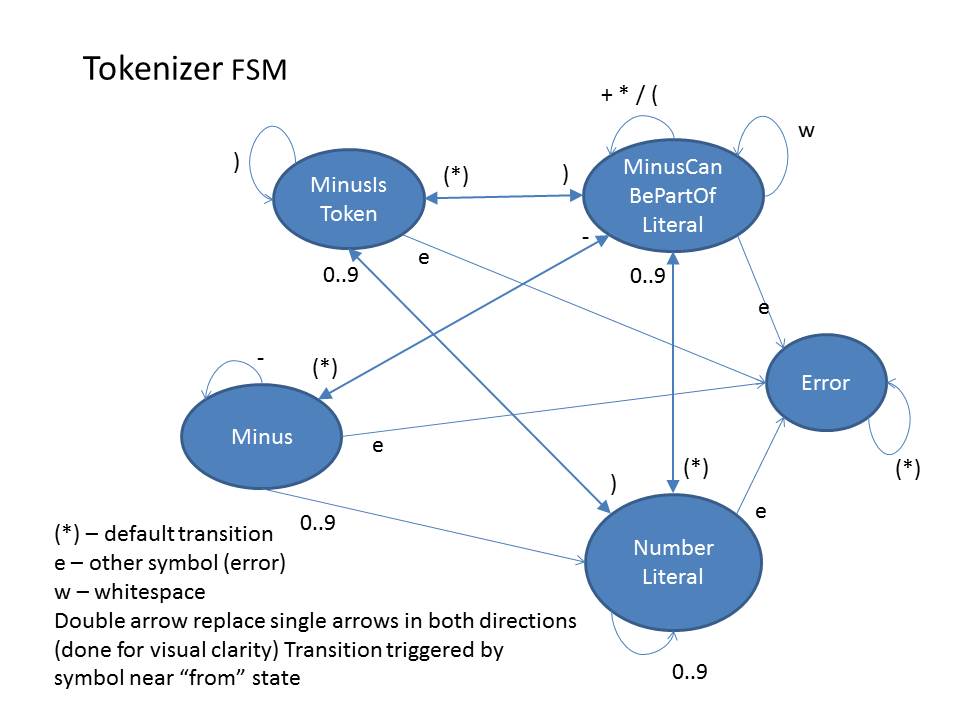 Tokenizer FSM
+ * / (
w
)
MinusIs
Token
(*)
)
MinusCan
BePartOf
Literal
-
e
0..9
0..9
e
-
(*)
Error
Minus
e
(*)
)
(*)
0..9
e
Number
Literal
0..9
(*) – default transition
e – other symbol (error)
w – whitespace
Double arrow replace single arrows in both directions
(done for visual clarity) Transition triggered by
symbol near “from” state